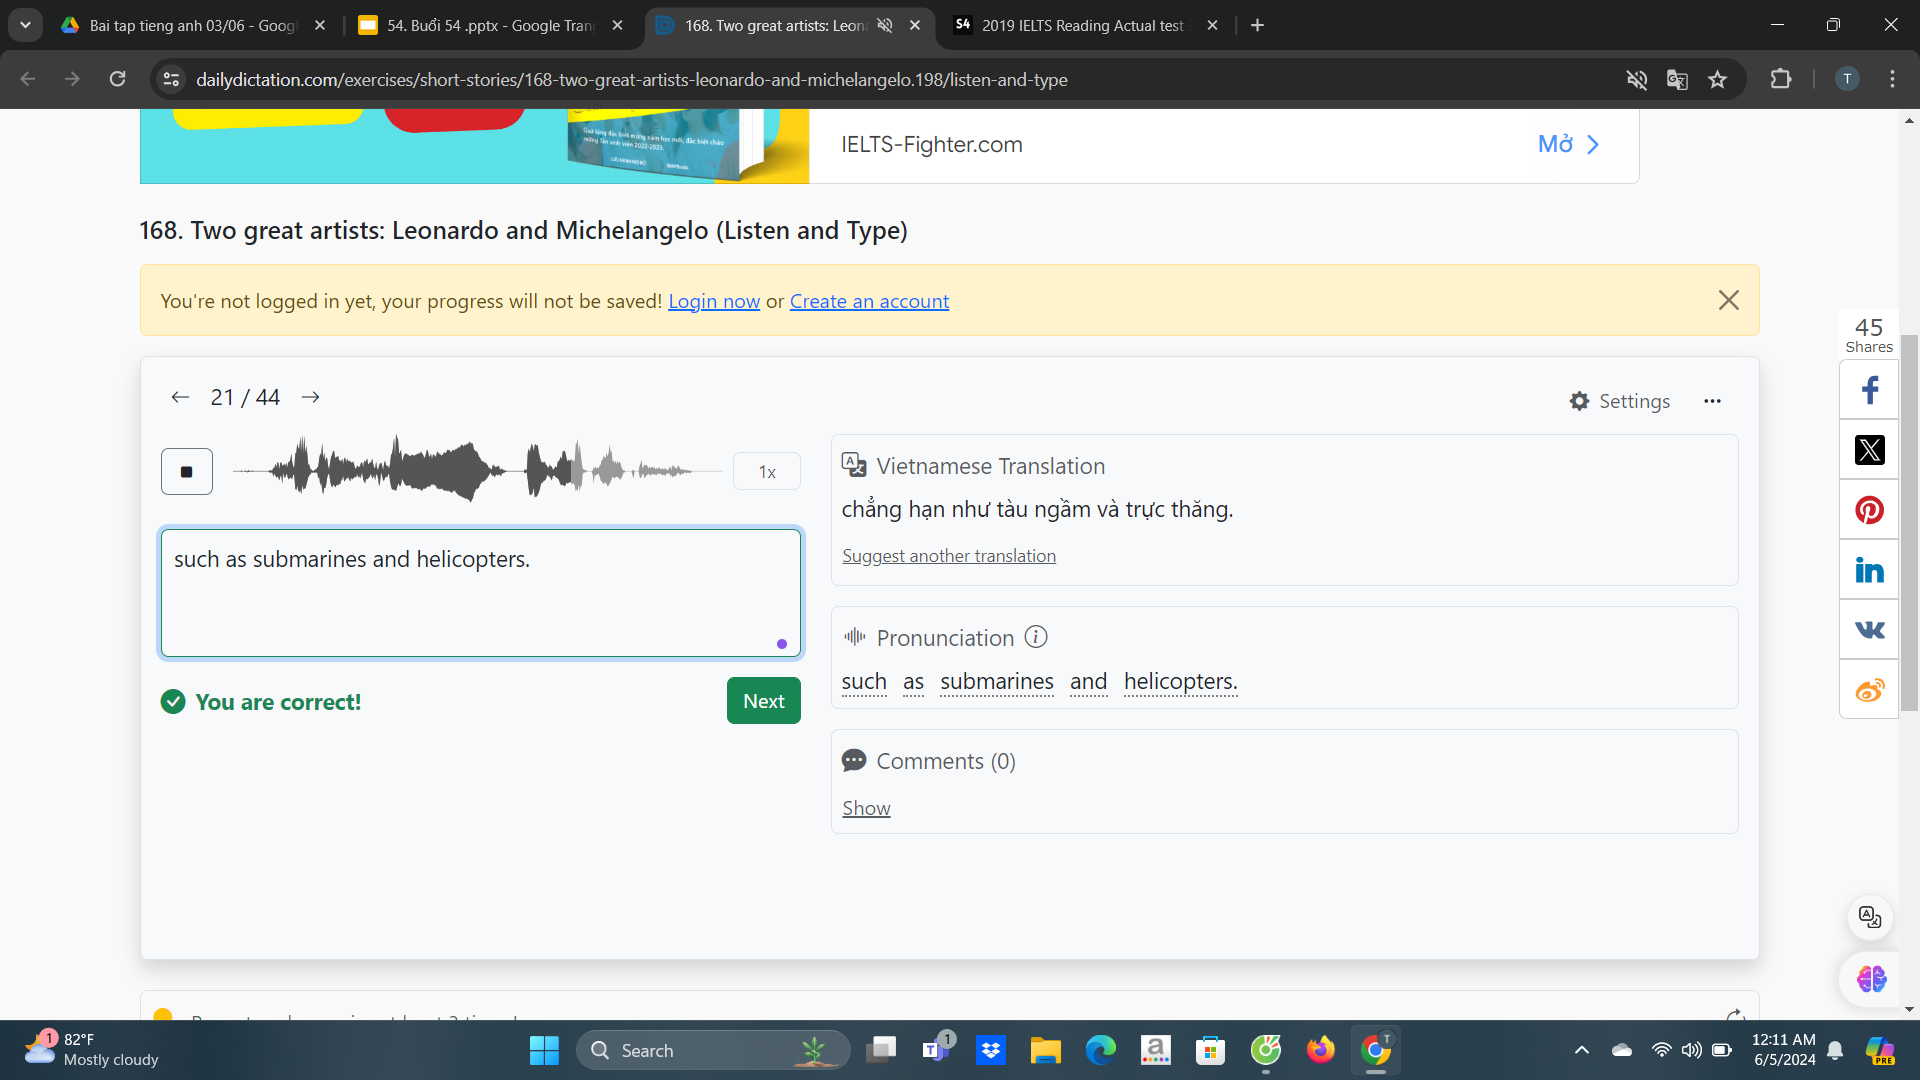 Bai tap tieng anh 03/06 - Googl
54. Buổi 54 .pptx - Google Tran
168. Two great artists: Leon
S4 2019 IELTS Reading Actual test
dailydictation.com/exercises/short-stories/168-two-great-artists-leonardo-and-michelangelo.198/listen-and-type
T
IELTS-Fighter.com
Mở
168. Two great artists: Leonardo and Michelangelo (Listen and Type)
You're not logged in yet, your progress will not be saved! Login now or Create an account
45
Shares
21 / 44
Settings
1x
Vietnamese Translation
chẳng hạn như tàu ngầm và trực thăng.
Suggest another translation
such as submarines and helicopters.
Pronunciation
such as submarines and helicopters.
You are correct!
Next
Comments (0)
Show
1
82°F
Mostly cloudy
Search
1
12:11 AM
6/5/2024
PRE